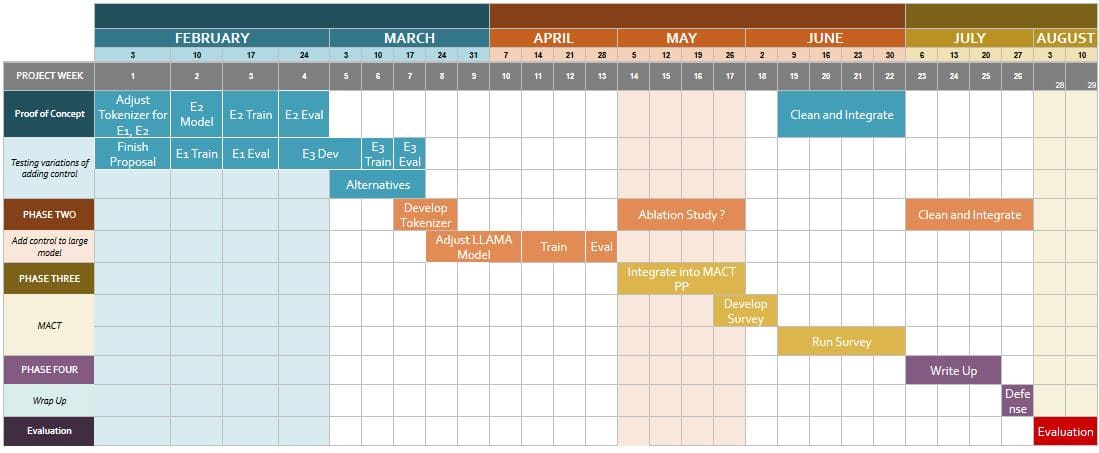 FEBRUARY MARCH APRIL MAY JUNE JULY AUGUST
3 10 17 24 3 10 17 24 31 7 14 21 28 5 12 19 26 2 9 16 23 30 6 13 20 27 3 10
PROJECT WEEK 1 2 3 4 5 6 7 8 9 10 11 12 13 14 15 16 17 18 19 20 21 22 23 24 25 26 28 29
Proof of Concept
Adjust
Tokenizer for
E1, E2
E2
Model
E2 Train
E2 Eval
Clean and Integrate
Testing variations of
adding control
Finish
Proposal
E1 Train
E1 Eval
E3 Dev
E3
Train
E3
Eval
Alternatives
PHASE TWO
Develop
Tokenizer
Ablation Study ?
Clean and Integrate
Add control to large
model
Adjust LLAMA
Model
Train
Eval
PHASE THREE
Integrate into MACT
PP
MACT
Develop
Survey
Run Survey
PHASE FOUR
Write Up
Wrap Up
Defe
nse
Evaluation
Evaluation